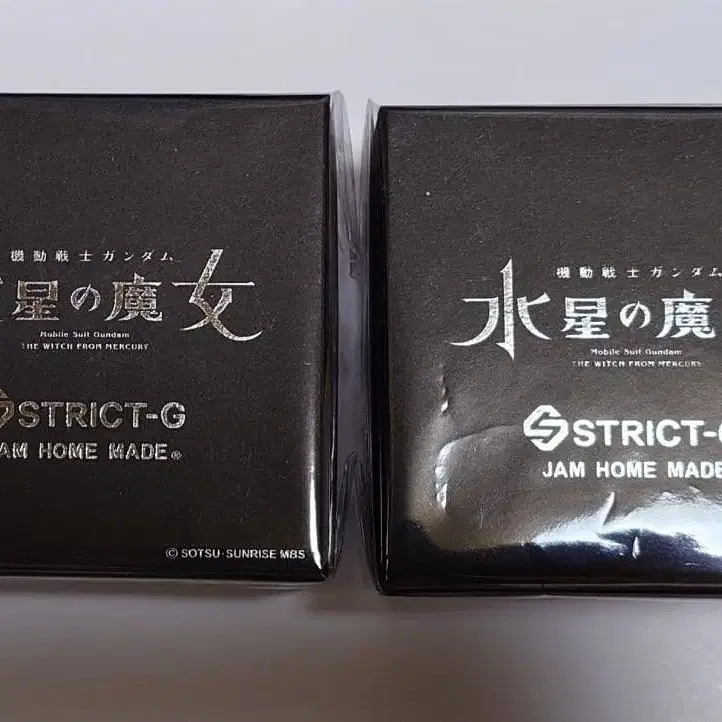 機動戦士ガンダム
星の魔女
Mobile Suit Gundam
THE WITCH FROM MERCURY
STRICT-G
AM HOME MADE®
© SOTSU・SUNRISE MBS
機動戦士ガンダム
水星の魔
Mobile Suit Gundam
THE WITCH FROM MERCURY
STRICT-G
JAM HOME MADE